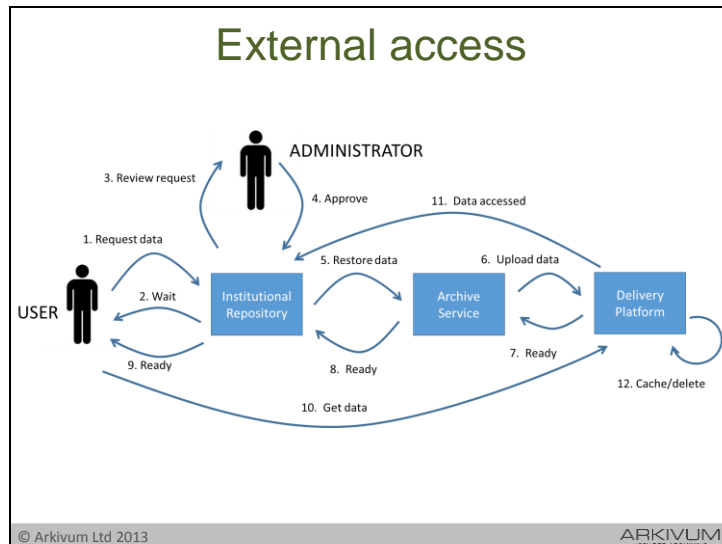 External access
ADMINISTRATOR
3. Review request
4. Approve
11. Data accessed
1. Request data
5. Restore data
6. Upload data
2. Wait
Institutional
Repository
Archive
Service
Delivery
Platform
USER
9. Ready
8. Ready
7. Ready
12. Cache/delete
10. Get data
© Arkivum Ltd 2013
ARKIVUM